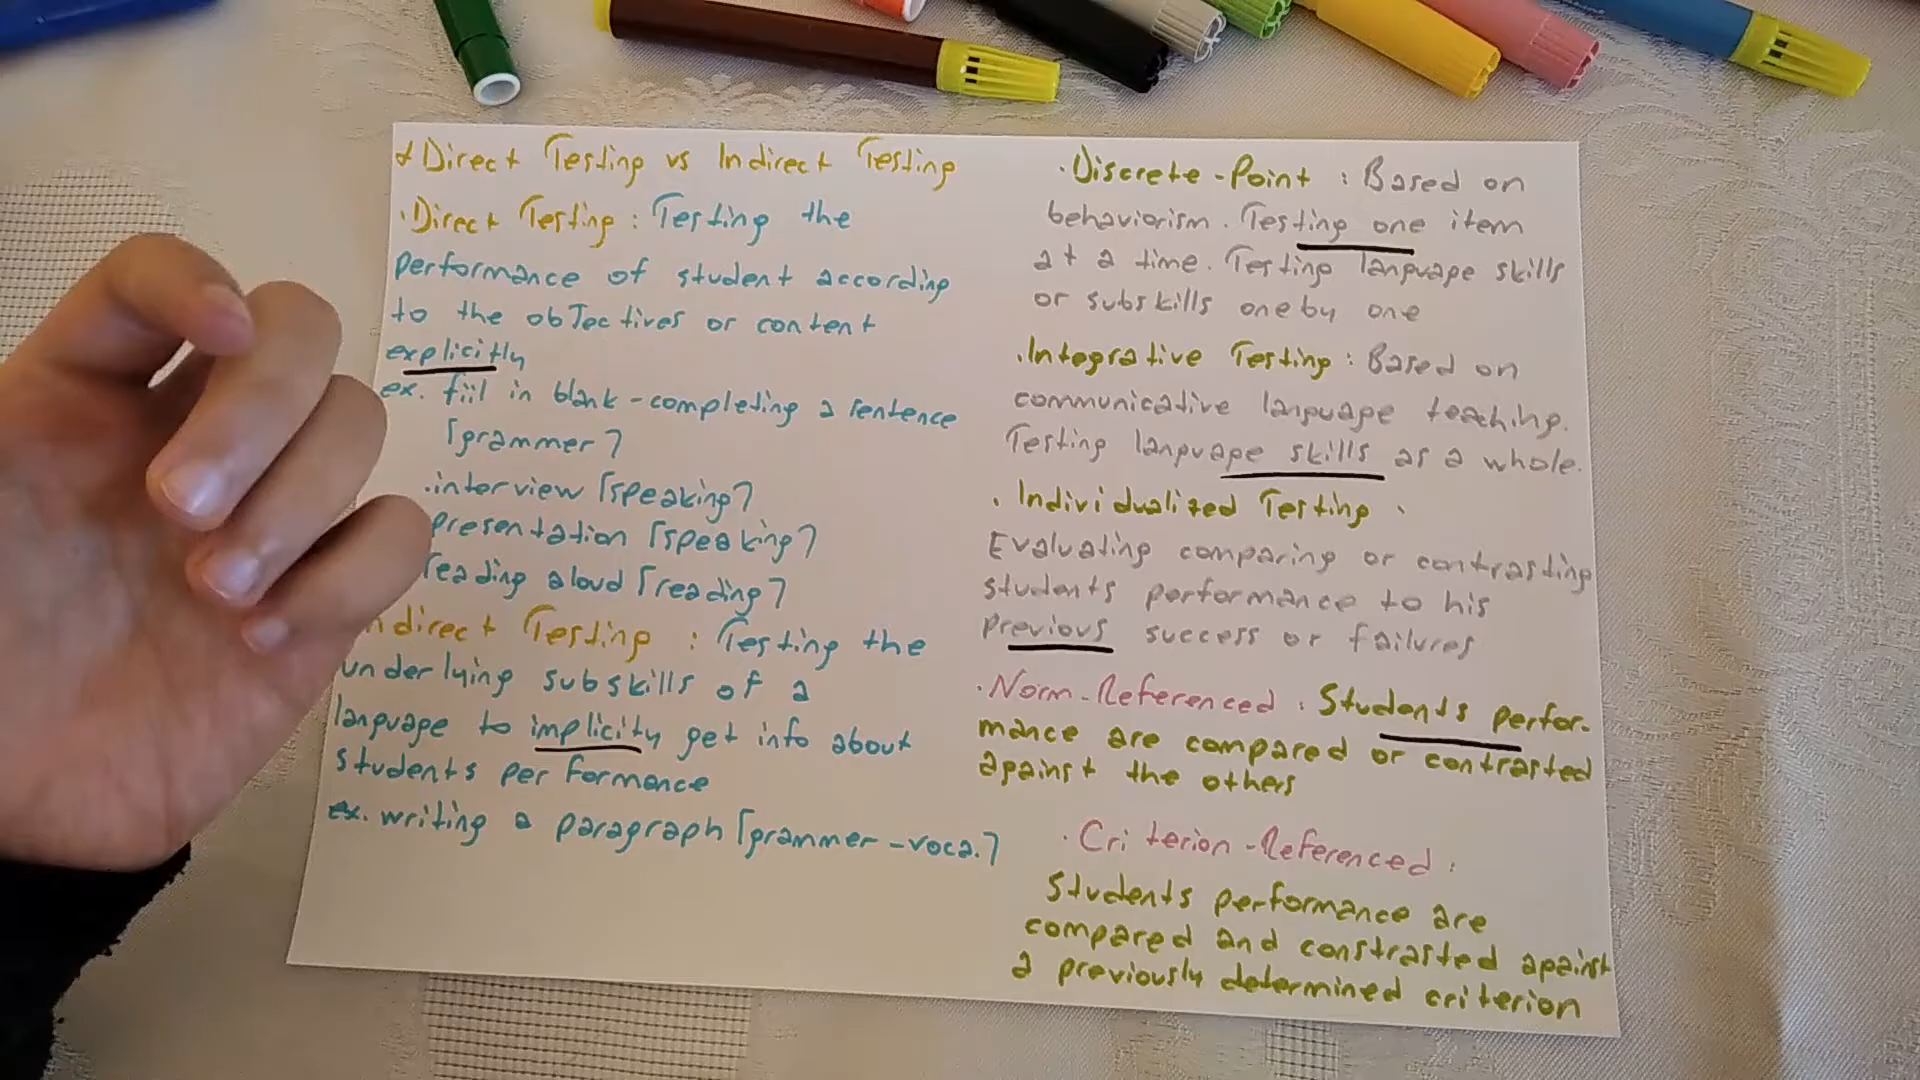 Direct Testing vs Indirect Testing
.Direct Testing : Testing the
performance of student according
to the objectives or content
explicitly
ex. fiil in blank-completing a sentence
[grammer]
.interview [speaking]
presentation [speaking]
reading aloud [reading]
ndirect Testing : Testing the
underlying subskills of a
language to implicity get info about
students performance
ex. writing a paragraph [grammer-voca.]
.Discrete-Point : Based on
behaviorism. Testing one item
at a time. Testing language skills
or subskills one by one
.Integrative Testing : Based on
communicative language teaching.
Testing language skills as a whole.
. Individualized Testing .
Evaluating comparing or contrasting
students performance to his
previous success or failures
.Norm-Referenced : Students perfor-
mance are compared or contrasted
against the others
.Criterion-Referenced :
Students performance are
compared and constrasted against
a previously determined criterion